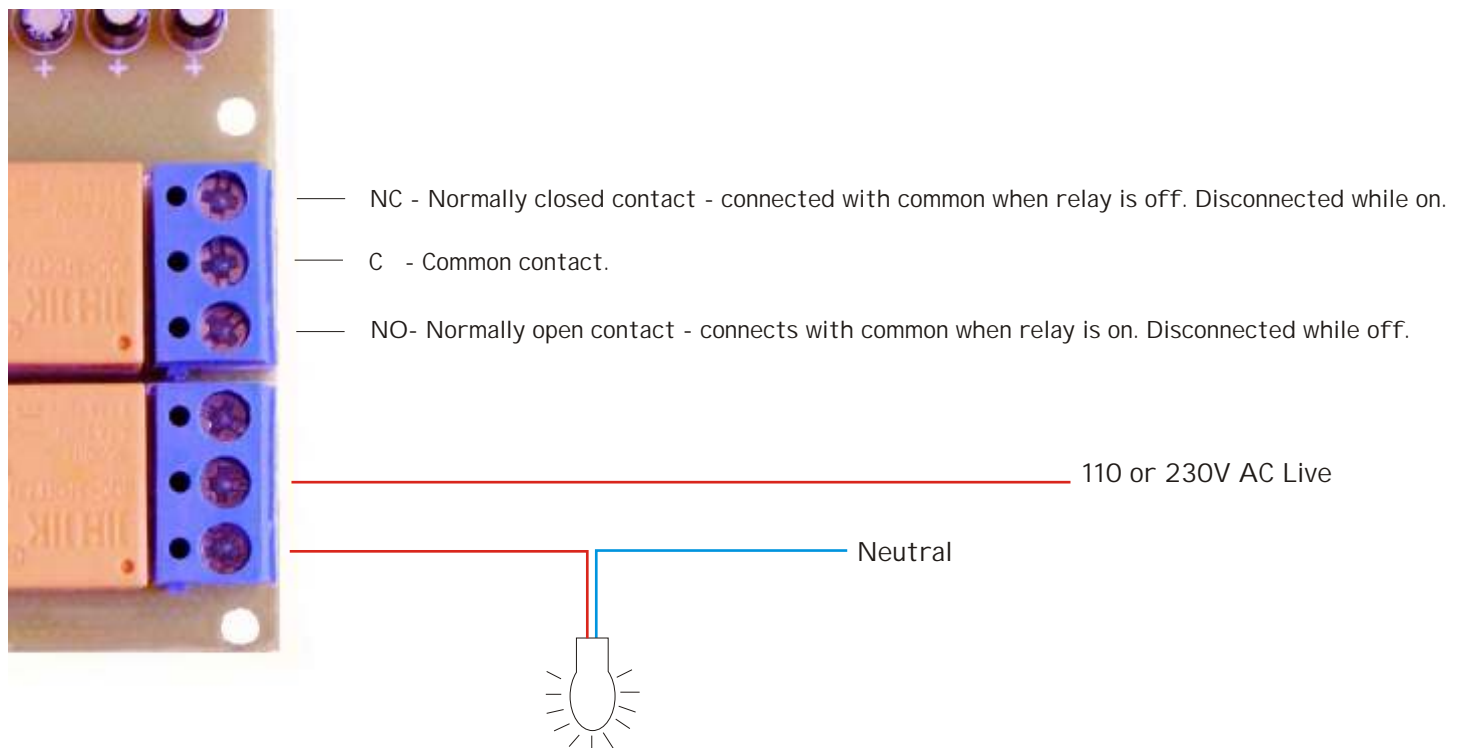 + + +
NC - Normally closed contact - connected with common when relay is off. Disconnected while on.
C - Common contact.
NO- Normally open contact - connects with common when relay is on. Disconnected while off.
110 or 230V AC Live
Neutral